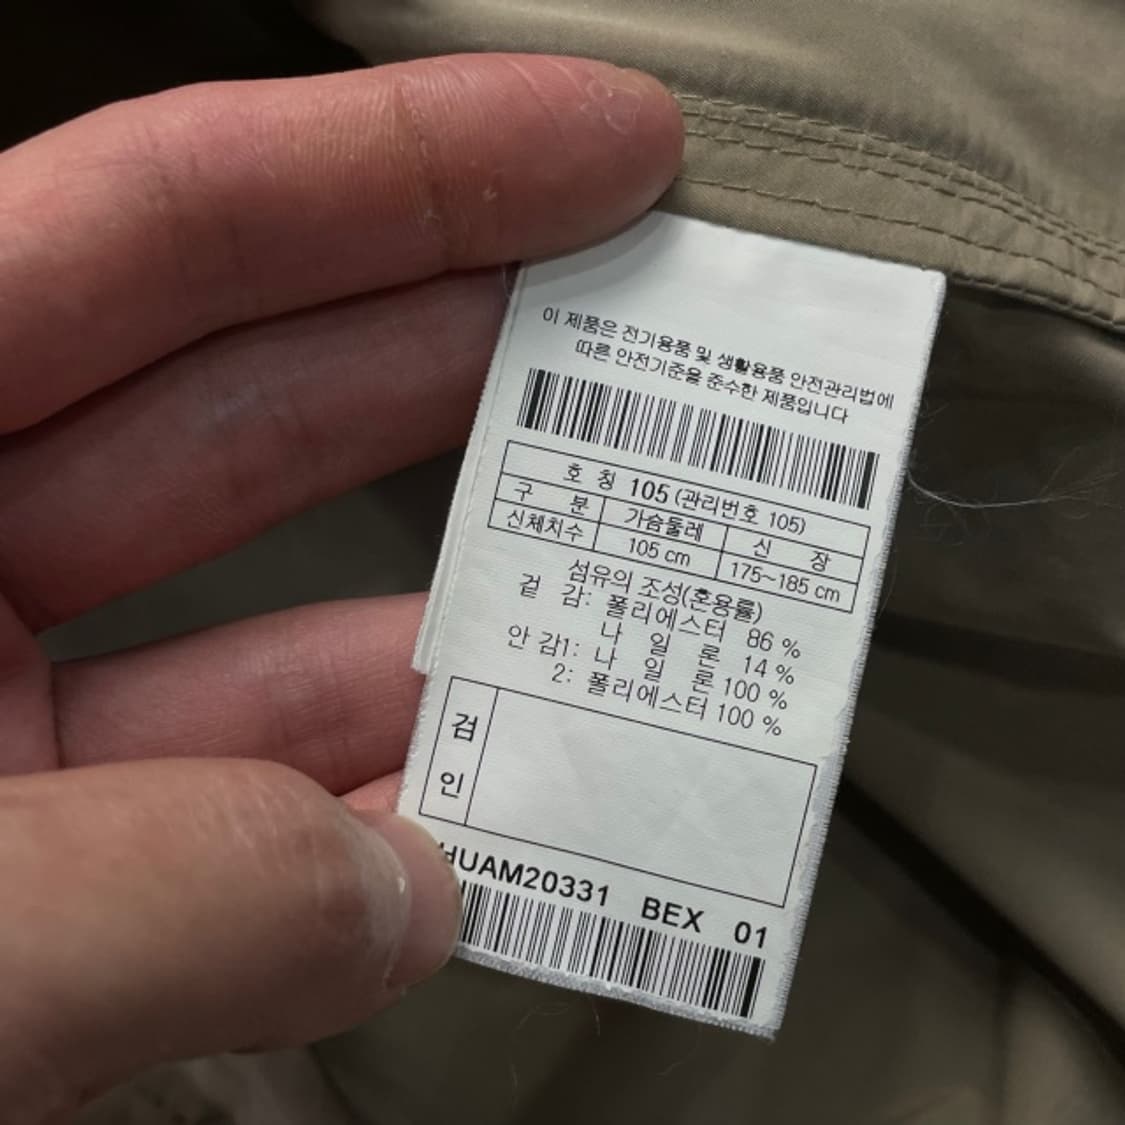 이 제품은 전기용품 및 생활용품 안전관리법에
따른 안전기준을 준수한 제품입니다
호 칭 105 (관리번호 105)
구 분 가슴둘레 신 장
신체치수 105 cm 175~185 cm
섬유의 조성(혼용률)
겉 감: 폴리에스터 86 %
나 일 론 14 %
안 감1: 나 일 론 100 %
2: 폴리에스터 100 %
검
인
HUAM20331 BEX 01